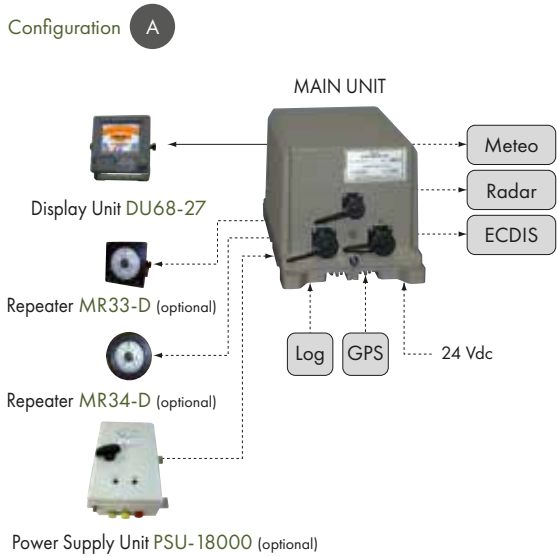 Configuration A
MAIN UNIT
Meteo
Radar
ECDIS
Display Unit DU68-27
Repeater MR33-D (optional)
Log
GPS
24 Vdc
Repeater MR34-D (optional)
Power Supply Unit PSU-18000 (optional)